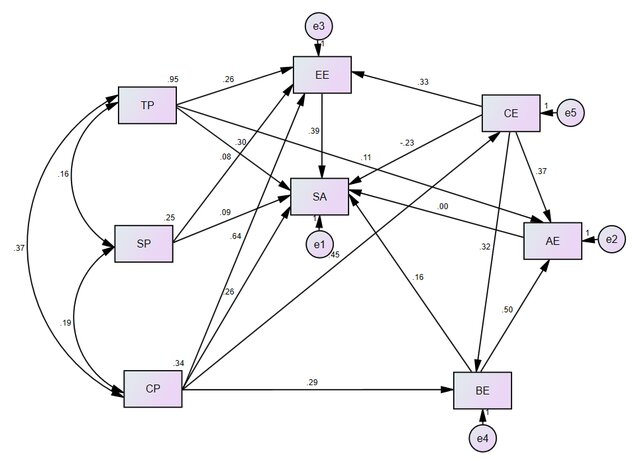 e3
1
EE
.95
TP
.26
.33
CE
1
e5
.39
.30
-.23
.08
.11
.37
.16
SA
.00
.25
SP
.09
1
e1
AE
1
e2
.37
.64
.45
.32
.26
.16
.19
.50
.34
CP
.29
BE
1
e4